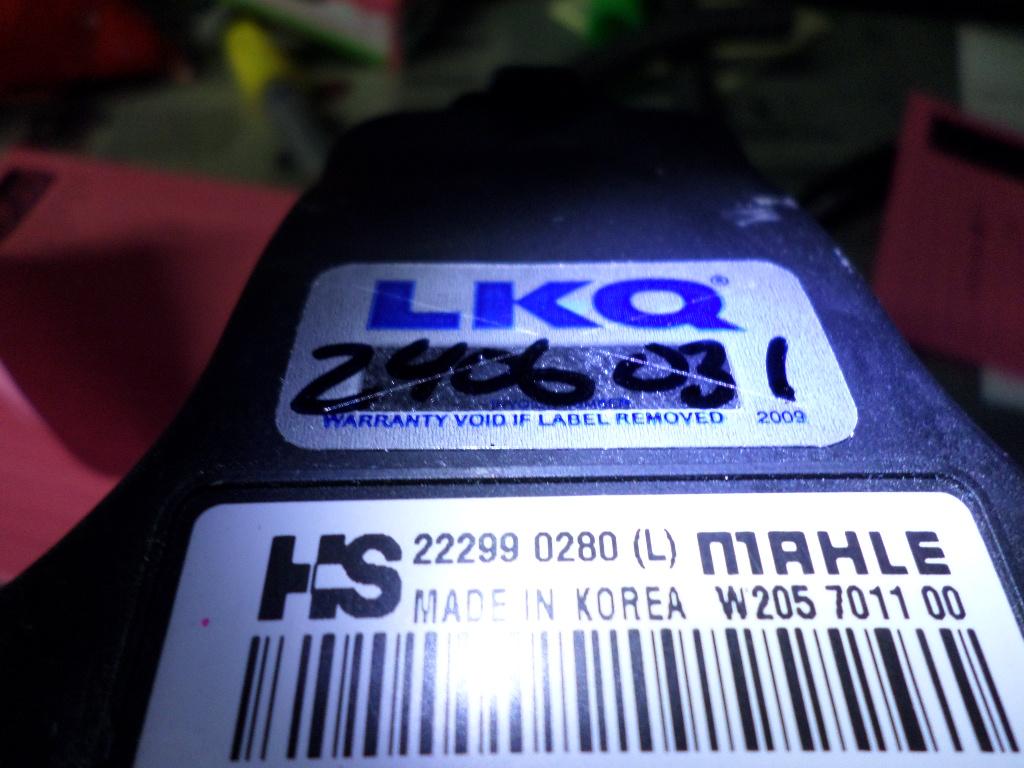 LKQ®
2406031
WARRANTY VOID IF LABEL REMOVED 2009
HS 22299 0280 (L) MAHLE
MADE IN KOREA W205 7011 00